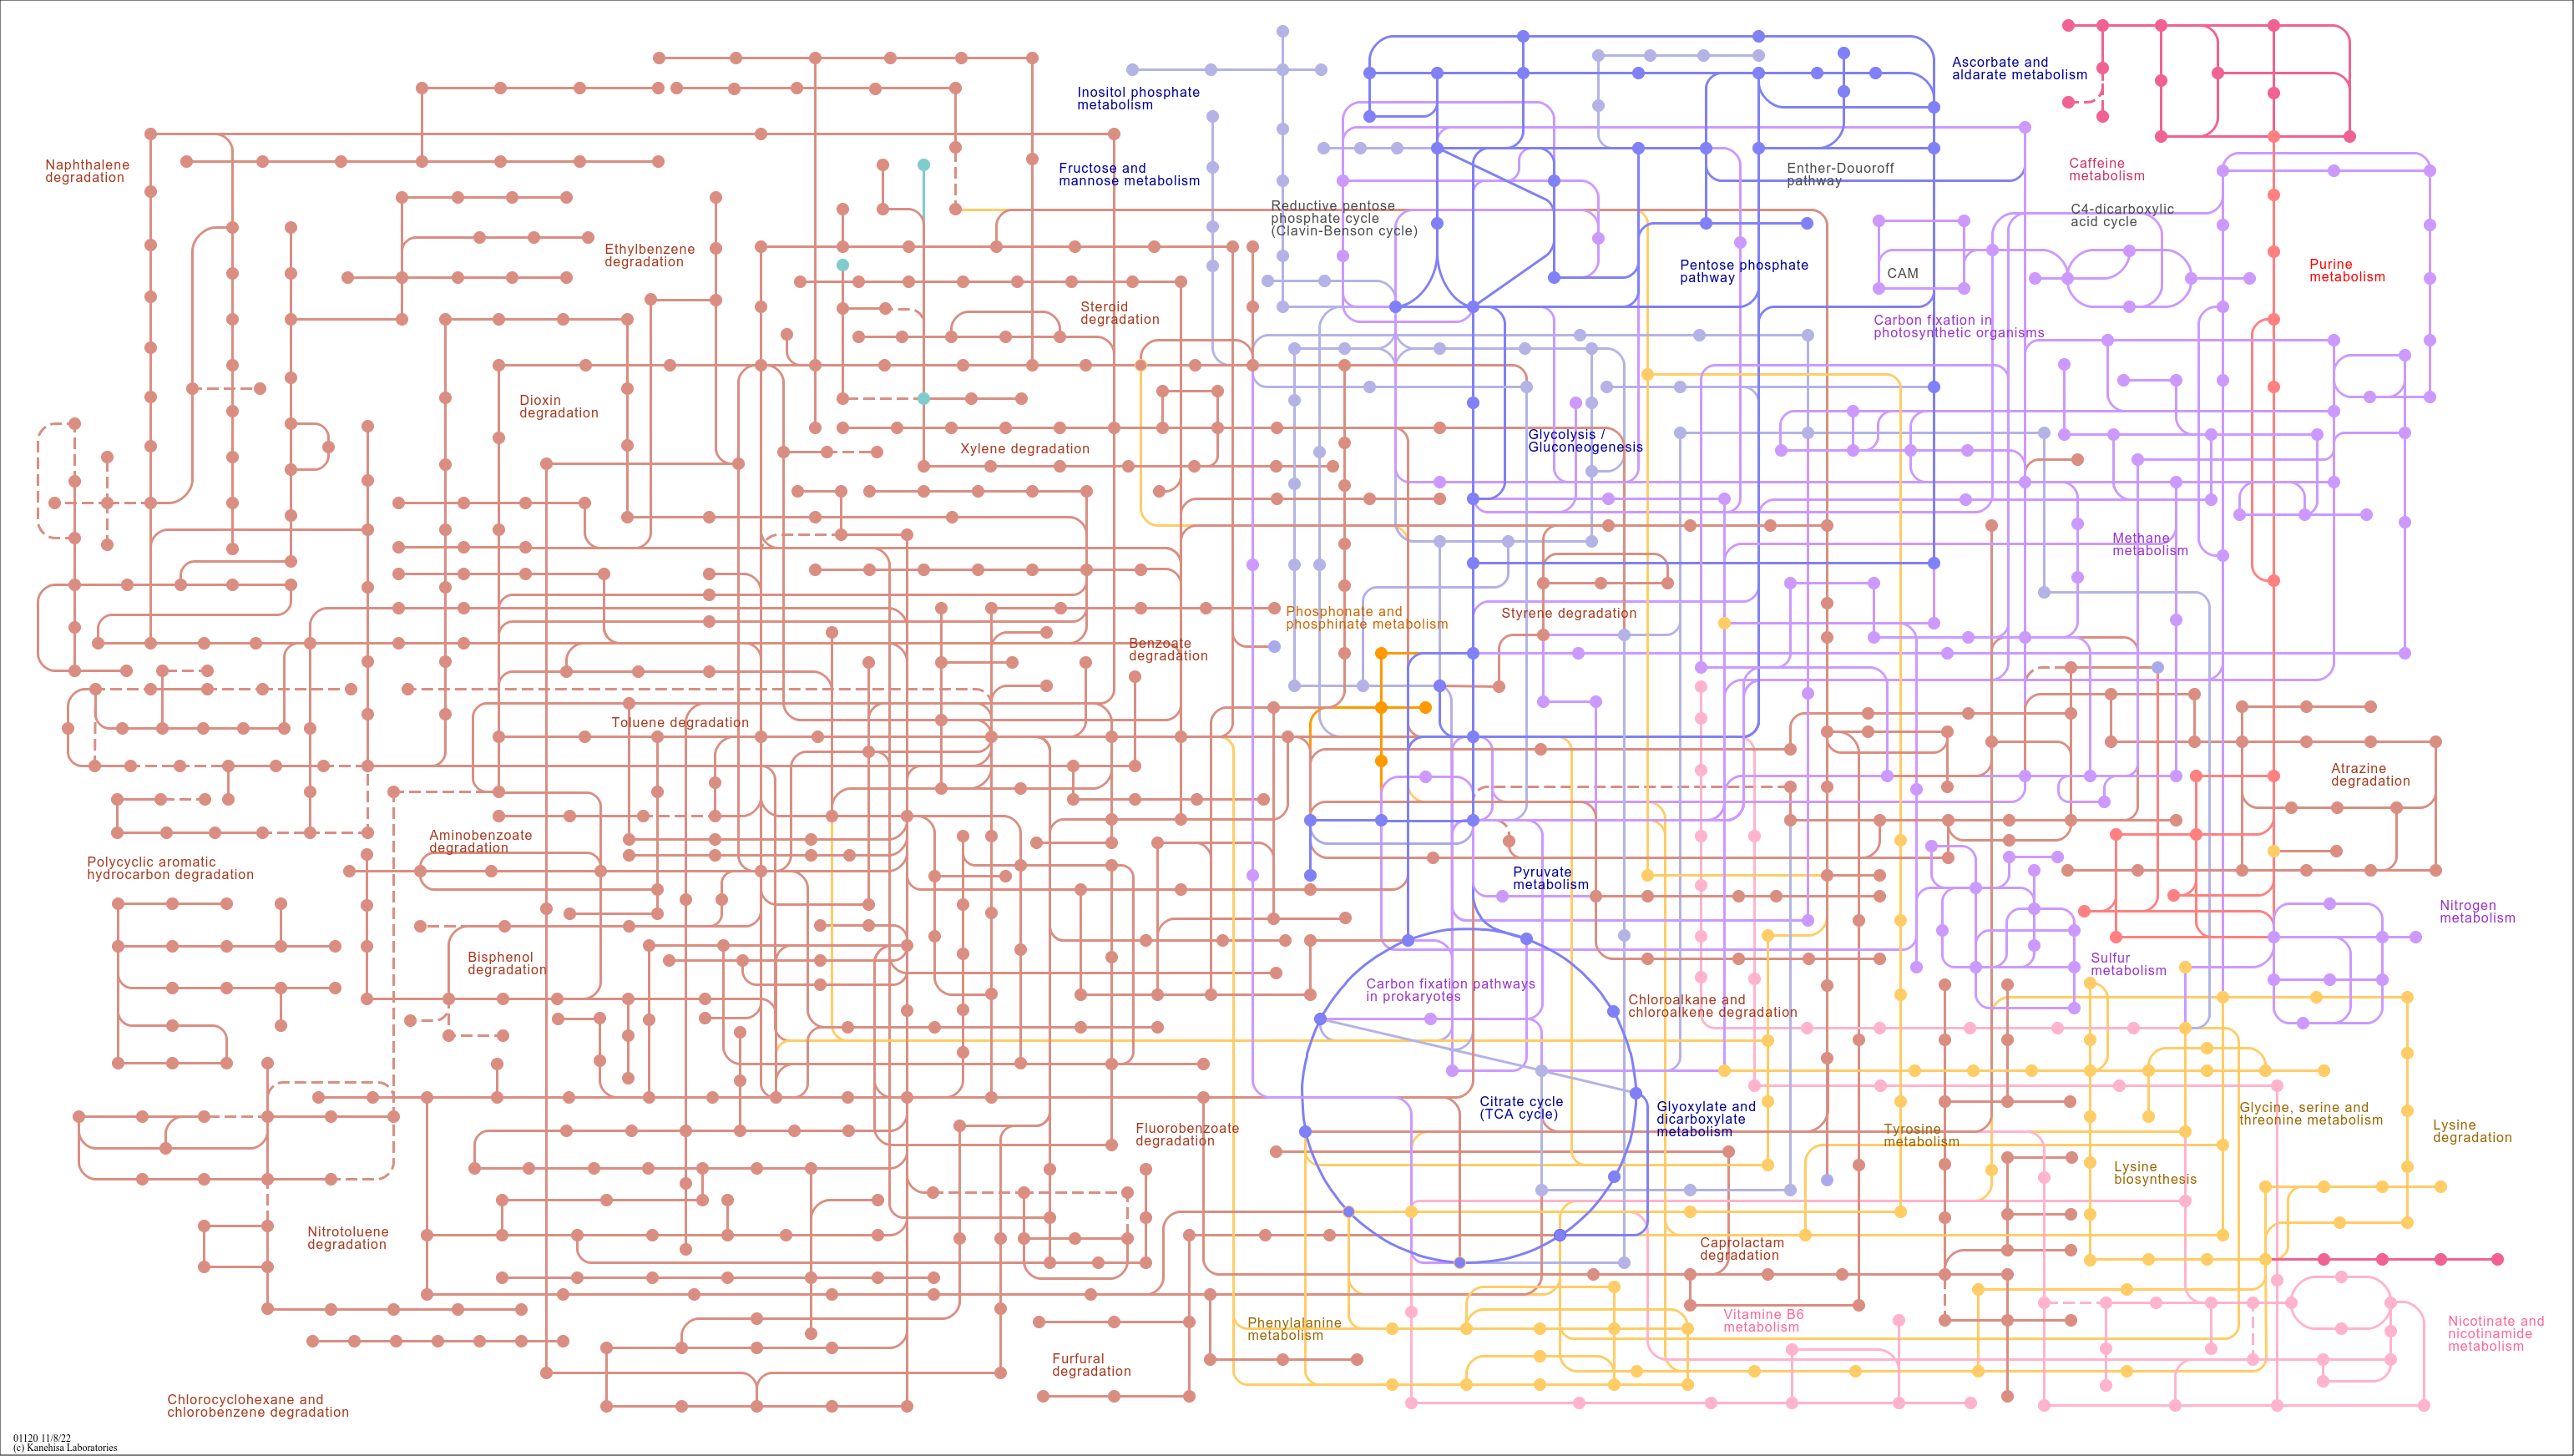 Ascorbate and
aldarate metabolism
Inositol phosphate
metabolism
Naphthalene
degradation
Fructose and
mannose metabolism
Enther-Douoroff
pathway
Caffeine
metabolism
Reductive pentose
phosphate cycle
(Clavin-Benson cycle)
C4-dicarboxylic
acid cycle
Ethylbenzene
degradation
Pentose phosphate
pathway
CAM
Purine
metabolism
Steroid
degradation
Carbon fixation in
photosynthetic organisms
Dioxin
degradation
Xylene degradation
Glycolysis /
Gluconeogenesis
Methane
metabolism
Phosphonate and
phosphinate metabolism
Styrene degradation
Benzoate
degradation
Toluene degradation
Atrazine
degradation
Aminobenzoate
degradation
Polycyclic aromatic
hydrocarbon degradation
Pyruvate
metabolism
Nitrogen
metabolism
Bisphenol
degradation
Sulfur
metabolism
Carbon fixation pathways
in prokaryotes
Chloroalkane and
chloroalkene degradation
Citrate cycle
(TCA cycle)
Glyoxylate and
dicarboxylate
metabolism
Glycine, serine and
threonine metabolism
Fluorobenzoate
degradation
Tyrosine
metabolism
Lysine
degradation
Lysine
biosynthesis
Nitrotoluene
degradation
Caprolactam
degradation
Vitamine B6
metabolism
Phenylalanine
metabolism
Nicotinate and
nicotinamide
metabolism
Furfural
degradation
Chlorocyclohexane and
chlorobenzene degradation
01120 11/8/22
(c) Kanehisa Laboratories